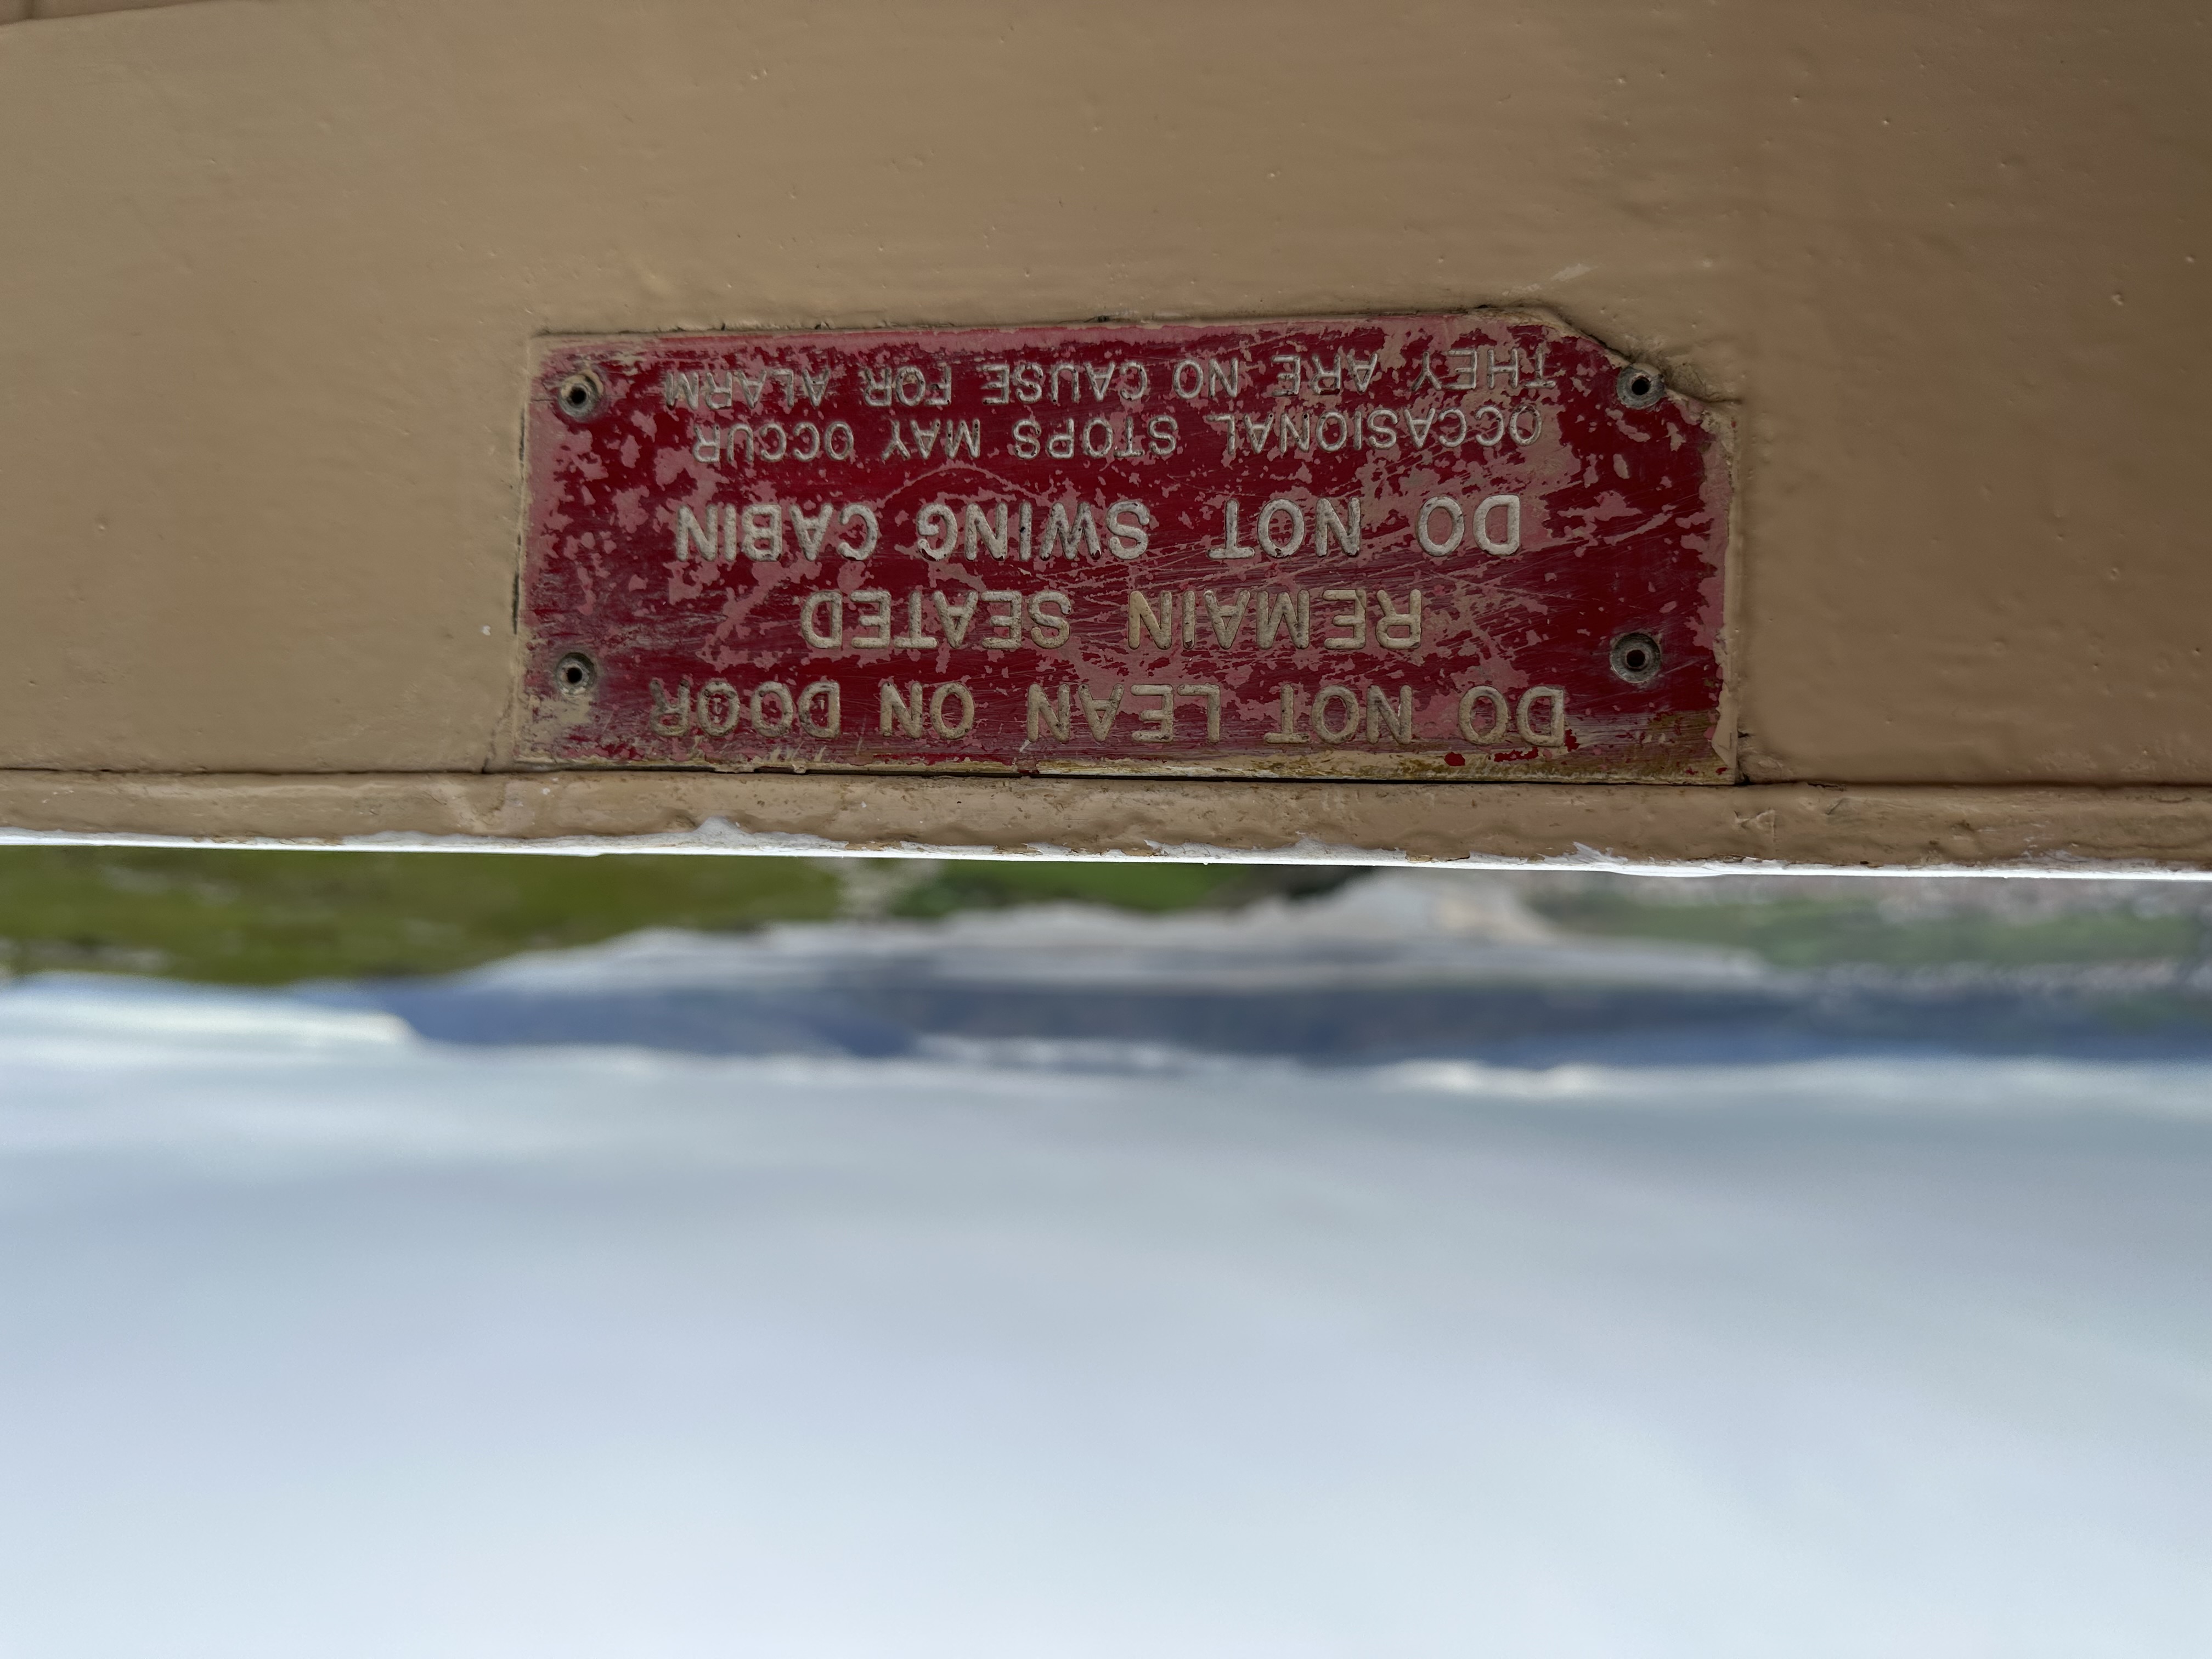 DO NOT LEAN ON DOOR
REMAIN SEATED
DO NOT SWING CABIN
OCCASIONAL STOPS MAY OCCUR
THEY ARE NO CAUSE FOR ALARM